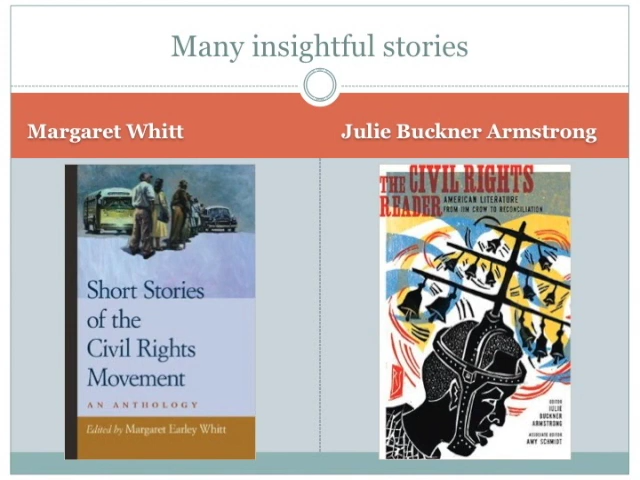 Many insightful stories
Margaret Whitt
Julie Buckner Armstrong
Short Stories
of the
Civil Rights
Movement
AN ANTHOLOGY
Edited by Margaret Earley Whitt
THE CIVIL RIGHTS
READER
AMERICAN LITERATURE
FROM JIM CROW TO RECONCILIATION
EDITOR
JULIE
BUCKNER
ARMSTRONG
ASSOCIATE EDITOR
AMY SCHMIDT